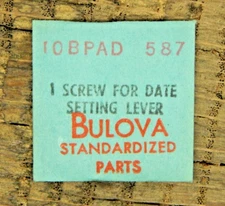 10BPAD 587
1 SCREW FOR DATE
SETTING LEVER
BULOVA
STANDARDIZED
PARTS